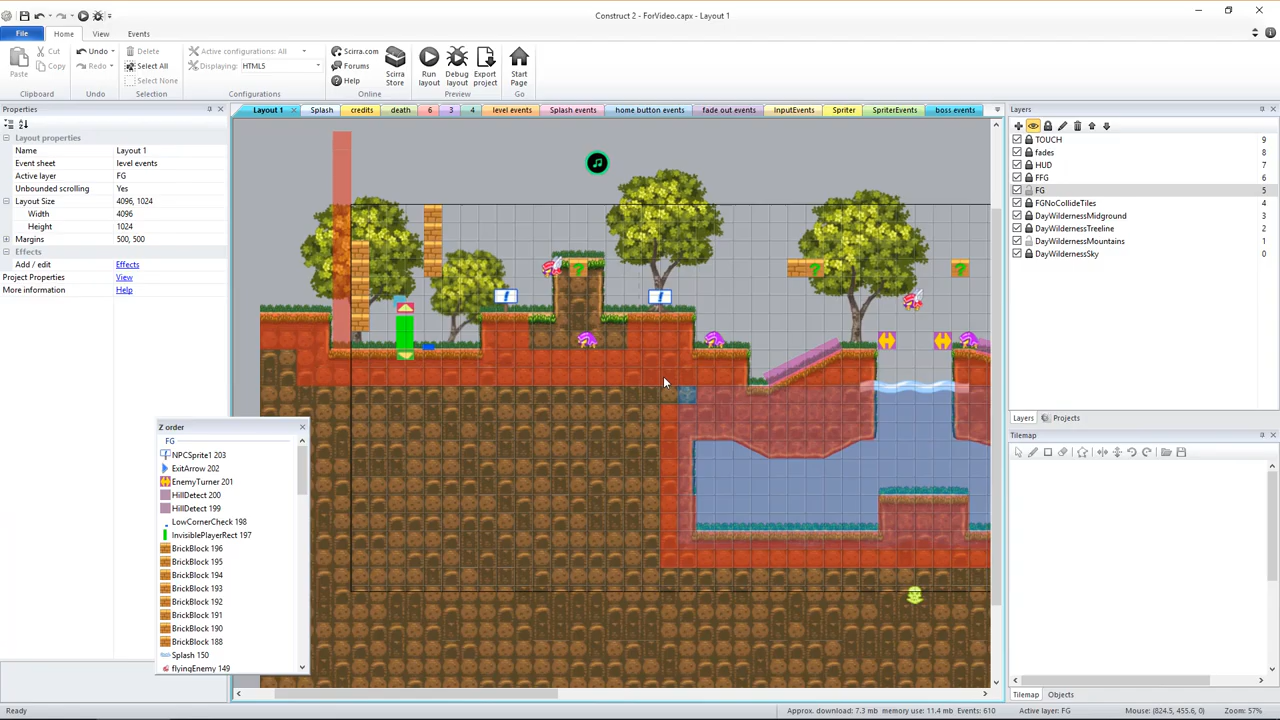 Construct 2 - ForVideo.capx - Layout 1
File
Home
View
Events
Paste
Cut
Copy
Clipboard
Undo
Redo
Undo
Delete
Select All
Select None
Selection
Active configurations: All
Displaying: HTML5
Configurations
Scirra.com
Forums
Help
Scirra Store
Online
Run layout
Debug layout
Export project
Preview
Start Page
Go
Properties
Layout properties
Name Layout 1
Event sheet level events
Active layer FG
Unbounded scrolling Yes
Layout Size 4096, 1024
Width 4096
Height 1024
Margins 500, 500
Effects
Add / edit Effects
Project Properties View
More information Help
Layout 1
Splash
credits
death
6
3
4
level events
Splash events
home button events
fade out events
InputEvents
Spriter
SpriterEvents
boss events
Z order
FG
NPCSprite1 203
ExitArrow 202
EnemyTurner 201
HillDetect 200
HillDetect 199
LowCornerCheck 198
InvisiblePlayerRect 197
BrickBlock 196
BrickBlock 195
BrickBlock 194
BrickBlock 193
BrickBlock 192
BrickBlock 191
BrickBlock 190
BrickBlock 188
Splash 150
flyingEnemy 149
Layers
TOUCH 9
fades 8
HUD 7
FFG 6
FG 5
FGNoCollideTiles 4
DayWildernessMidground 3
DayWildernessTreeline 2
DayWildernessMountains 1
DayWildernessSky 0
Layers
Projects
Tilemap
Tilemap
Objects
Ready
Approx. download: 7.3 mb, memory use: 11.4 mb
Events: 610
Active layer: FG
Mouse: (824.5, 455.6, 0)
Zoom: 57%